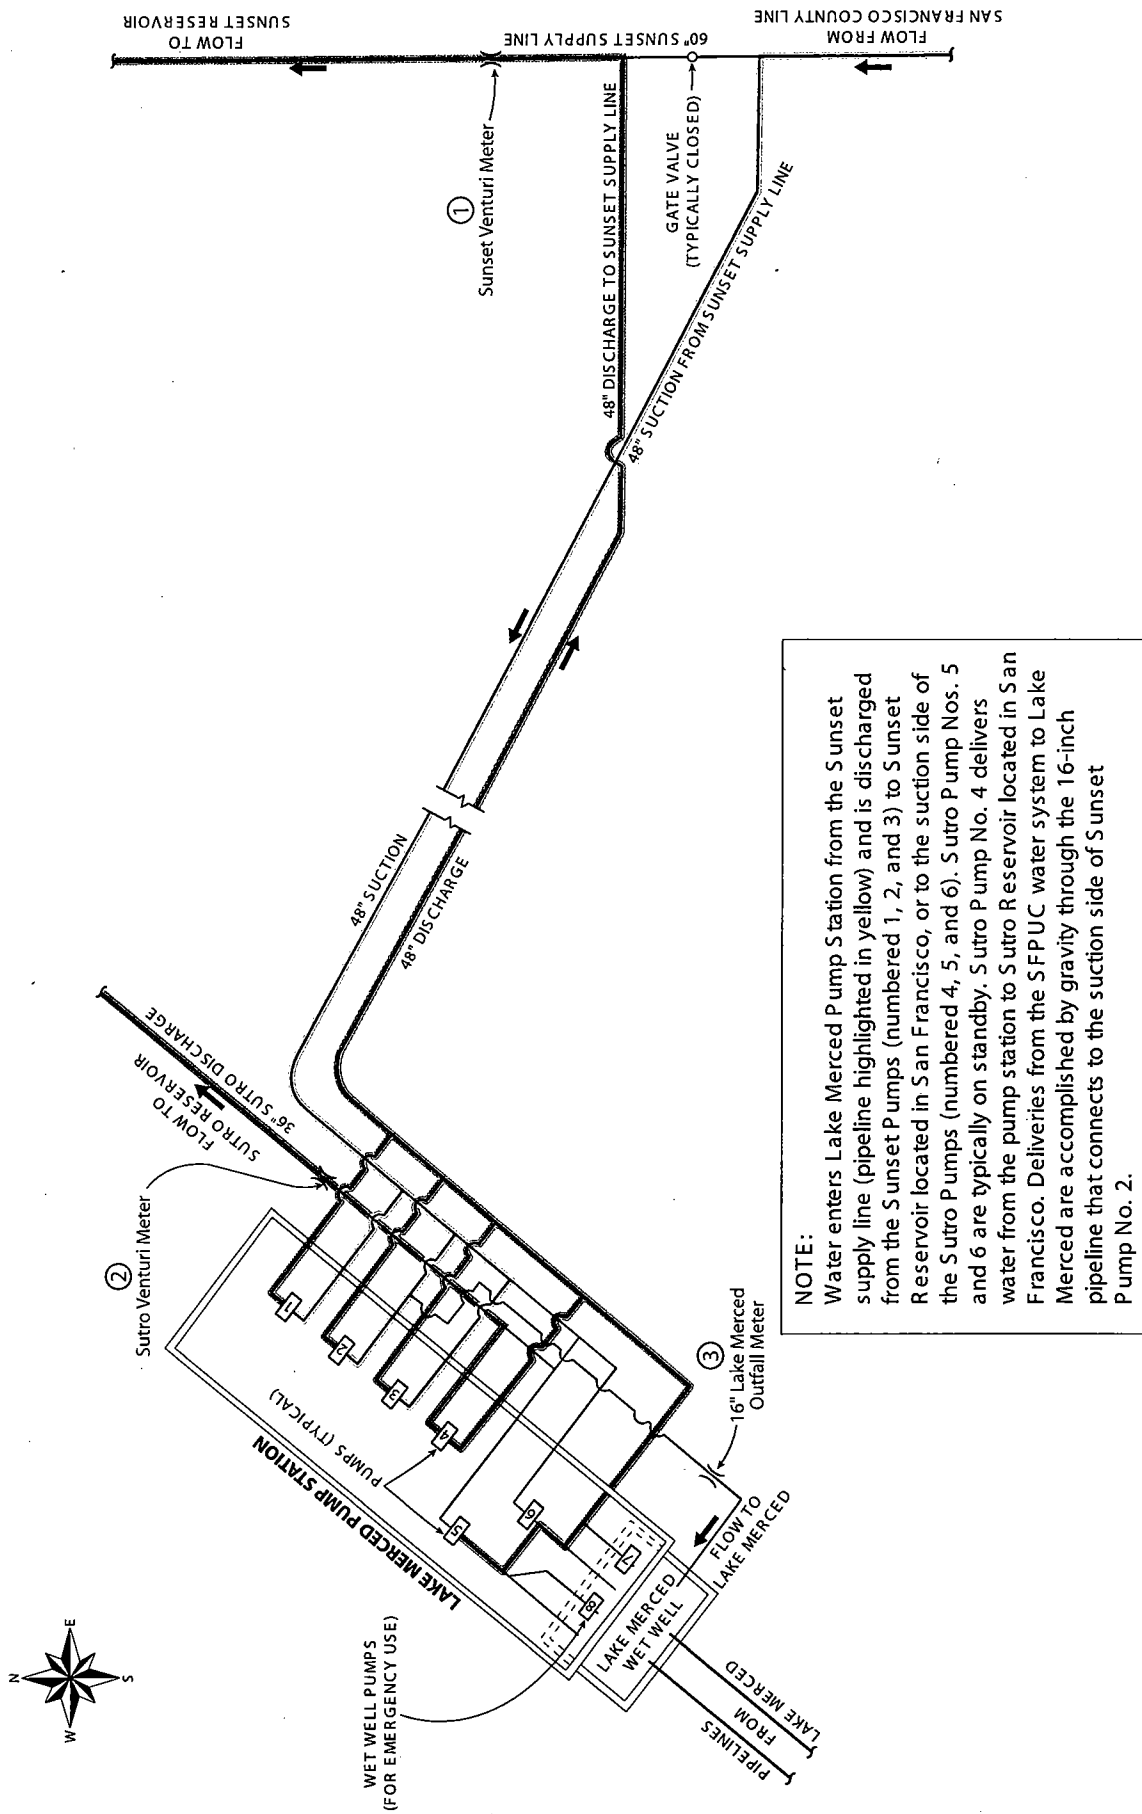 FLOW TO
SUNSET RESERVOIR
60" SUNSET SUPPLY LINE
FLOW FROM
SAN FRANCISCO COUNTY LINE
1
Sunset Venturi Meter
GATE VALVE
(TYPICALLY CLOSED)
48" DISCHARGE TO SUNSET SUPPLY LINE
48" SUCTION FROM SUNSET SUPPLY LINE
48" SUCTION
48" DISCHARGE
36" SUTRO DISCHARGE
FLOW TO
SUTRO RESERVOIR
2
Sutro Venturi Meter
LAKE MERCED PUMP STATION
PUMPS (TYPICAL)
1
2
3
4
5
6
7
8
3
16" Lake Merced
Outfall Meter
FLOW TO
LAKE MERCED
LAKE MERCED
WET WELL
PIPELINES
FROM
LAKE MERCED
WET WELL PUMPS
(FOR EMERGENCY USE)
N
E
S
W
NOTE:
Water enters Lake Merced Pump Station from the Sunset
supply line (pipeline highlighted in yellow) and is discharged
from the Sunset Pumps (numbered 1, 2, and 3) to Sunset
Reservoir located in San Francisco, or to the suction side of
the Sutro Pumps (numbered 4, 5, and 6). Sutro Pump Nos. 5
and 6 are typically on standby. Sutro Pump No. 4 delivers
water from the pump station to Sutro Reservoir located in San
Francisco. Deliveries from the SFPUC water system to Lake
Merced are accomplished by gravity through the 16-inch
pipeline that connects to the suction side of Sunset
Pump No. 2.